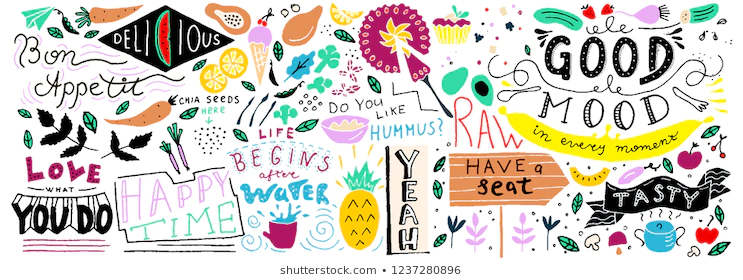 DELICIOUS
Bon
Appetit
CHIA SEEDS
HERE
LOVE
WHAT
YOU DO
HAPPY
TIME
LIFE
BEGINS
after
WATER
DO YOU
LIKE
HUMMUS?
YEAH
RAW
HAVE a
seat
GOOD
MOOD
in every moment
TASTY
shutterstock.com • 1237280896